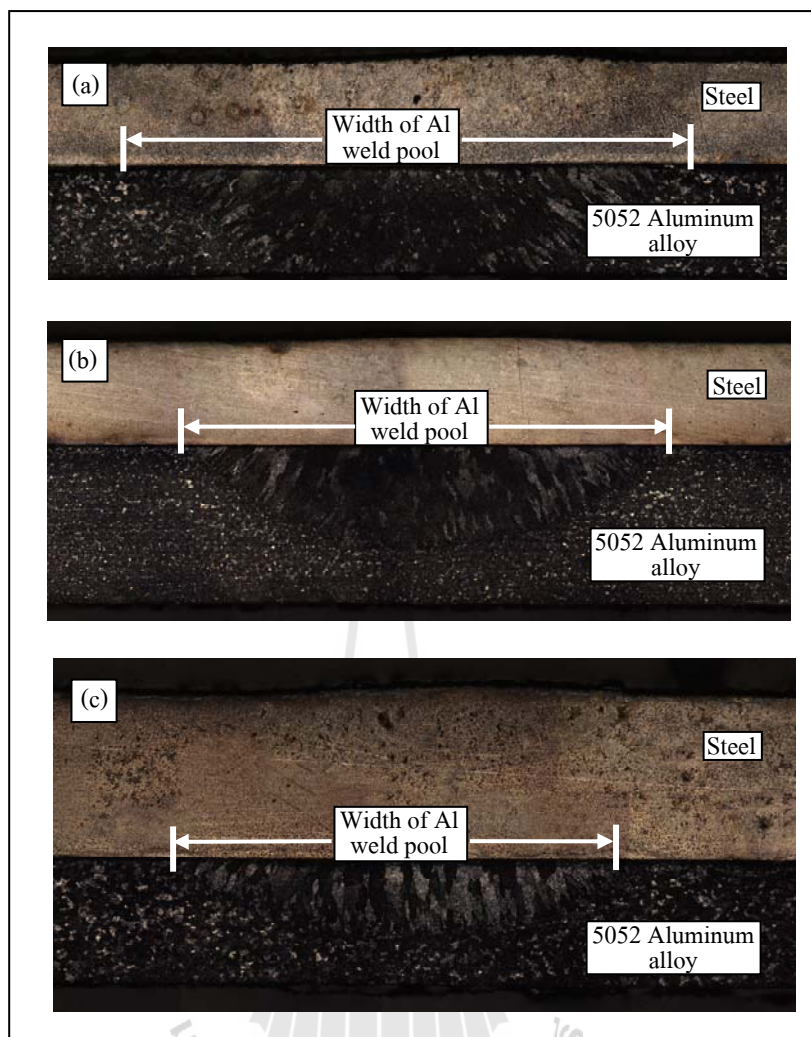 (a)
Steel
Width of Al
weld pool
5052 Aluminum
alloy
(b)
Steel
Width of Al
weld pool
5052 Aluminum
alloy
(c)
Steel
Width of Al
weld pool
5052 Aluminum
alloy